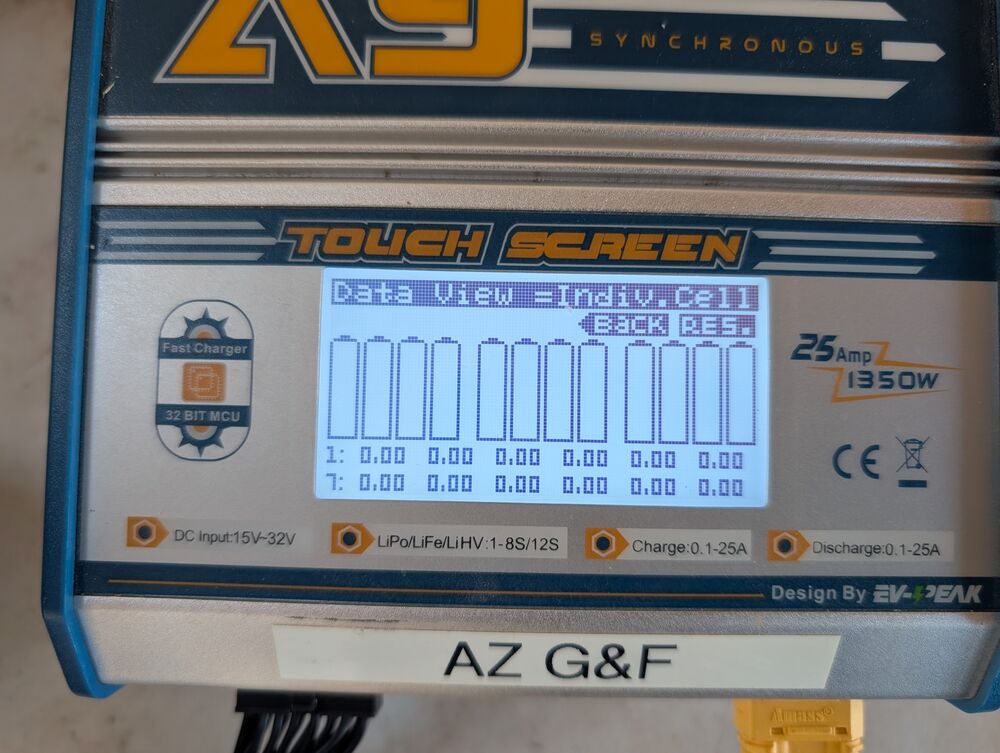 A9
SYNCHRONOUS
TOUCH SCREEN
Data View =Indiv.Cell
BACK RES.
1: 0.00 0.00 0.00 0.00 0.00 0.00
7: 0.00 0.00 0.00 0.00 0.00 0.00
Fast Charger
32 BIT MCU
25Amp
1350W
CE
DC Input:15V~32V
LiPo/LiFe/LiHV:1-8S/12S
Charge:0.1-25A
Discharge:0.1-25A
Design By EV-PEAK
AZ G&F
Amass®